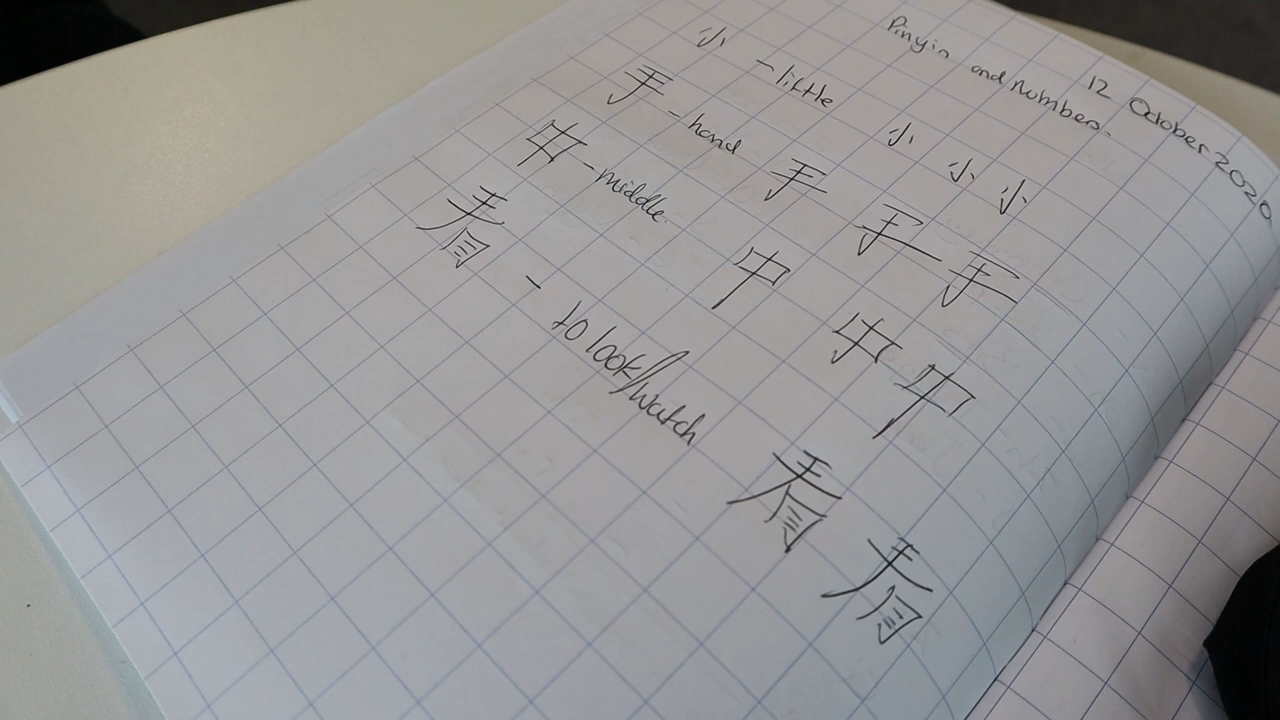 12 October 2020
Pinyin and Numbers.
小 - little 小 小 小
手 - hand 手 手 手
中 - middle 中 中 中
看 - to look/watch 看 看